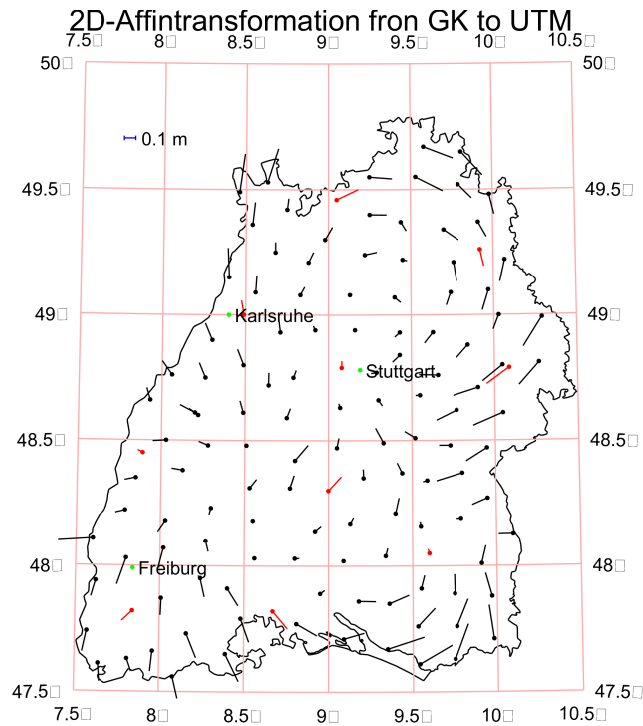 2D-Affintransformation fron GK to UTM
7.5□ 8□ 8.5□ 9□ 9.5□ 10□ 10.5□
50□ 50□
0.1 m
49.5□ 49.5□
49□ Karlsruhe 49□
Stuttgart
48.5□ 48.5□
48□ Freiburg 48□
47.5□ 47.5□
7.5□ 8□ 8.5□ 9□ 9.5□ 10□ 10.5□